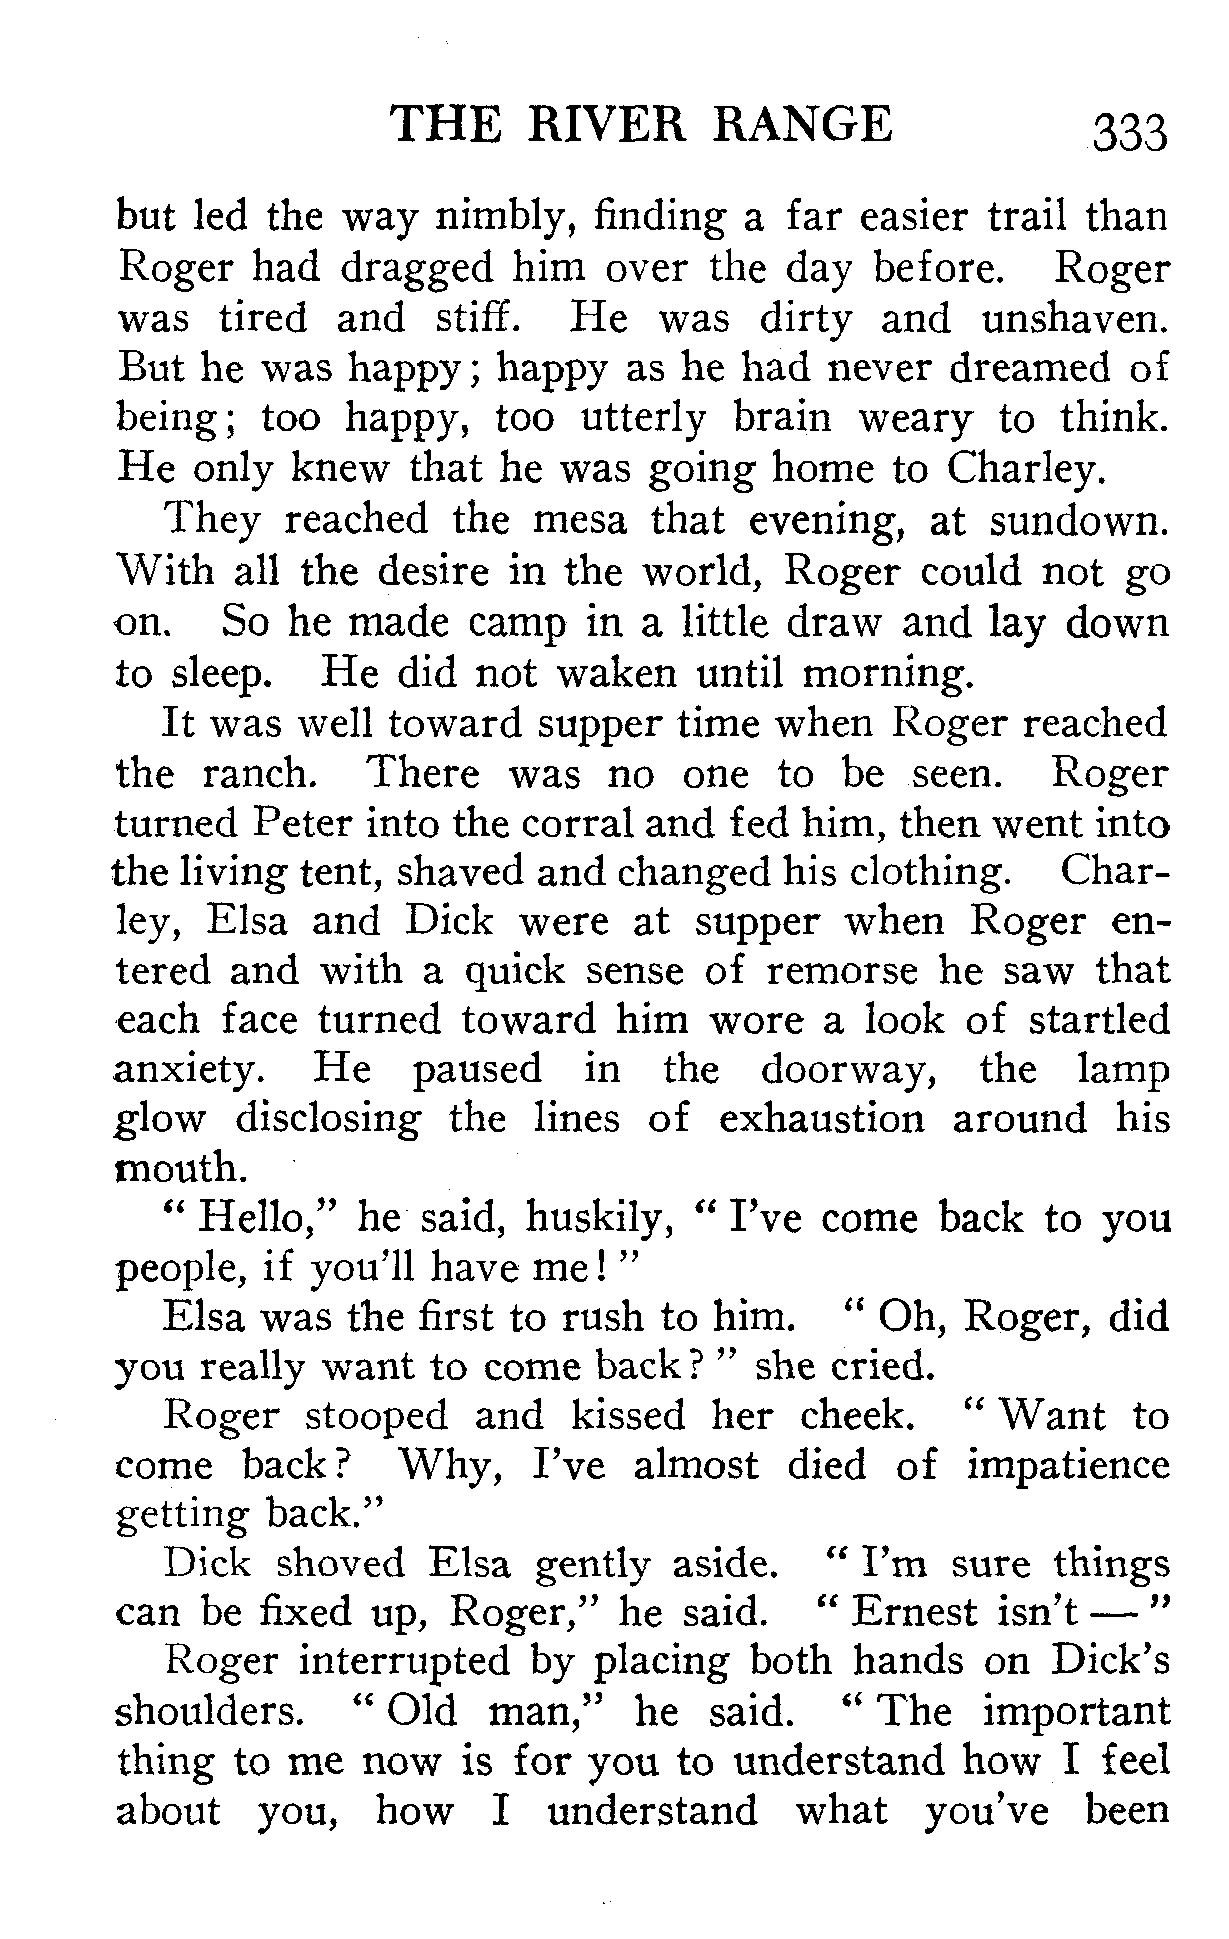 THE RIVER RANGE 333
but led the way nimbly, finding a far easier trail than
Roger had dragged him over the day before. Roger
was tired and stiff. He was dirty and unshaven.
But he was happy; happy as he had never dreamed of
being; too happy, too utterly brain weary to think.
He only knew that he was going home to Charley.
They reached the mesa that evening, at sundown.
With all the desire in the world, Roger could not go
on. So he made camp in a little draw and lay down
to sleep. He did not waken until morning.
It was well toward supper time when Roger reached
the ranch. There was no one to be seen. Roger
turned Peter into the corral and fed him, then went into
the living tent, shaved and changed his clothing. Char-
ley, Elsa and Dick were at supper when Roger en-
tered and with a quick sense of remorse he saw that
each face turned toward him wore a look of startled
anxiety. He paused in the doorway, the lamp
glow disclosing the lines of exhaustion around his
mouth.
“ Hello,” he said, huskily, “ I’ve come back to you
people, if you’ll have me! ”
Elsa was the first to rush to him. “ Oh, Roger, did
you really want to come back? ” she cried.
Roger stooped and kissed her cheek. “ Want to
come back? Why, I’ve almost died of impatience
getting back.”
Dick shoved Elsa gently aside. “ I’m sure things
can be fixed up, Roger,” he said. “ Ernest isn’t — ”
Roger interrupted by placing both hands on Dick’s
shoulders. “ Old man,” he said. “ The important
thing to me now is for you to understand how I feel
about you, how I understand what you’ve been